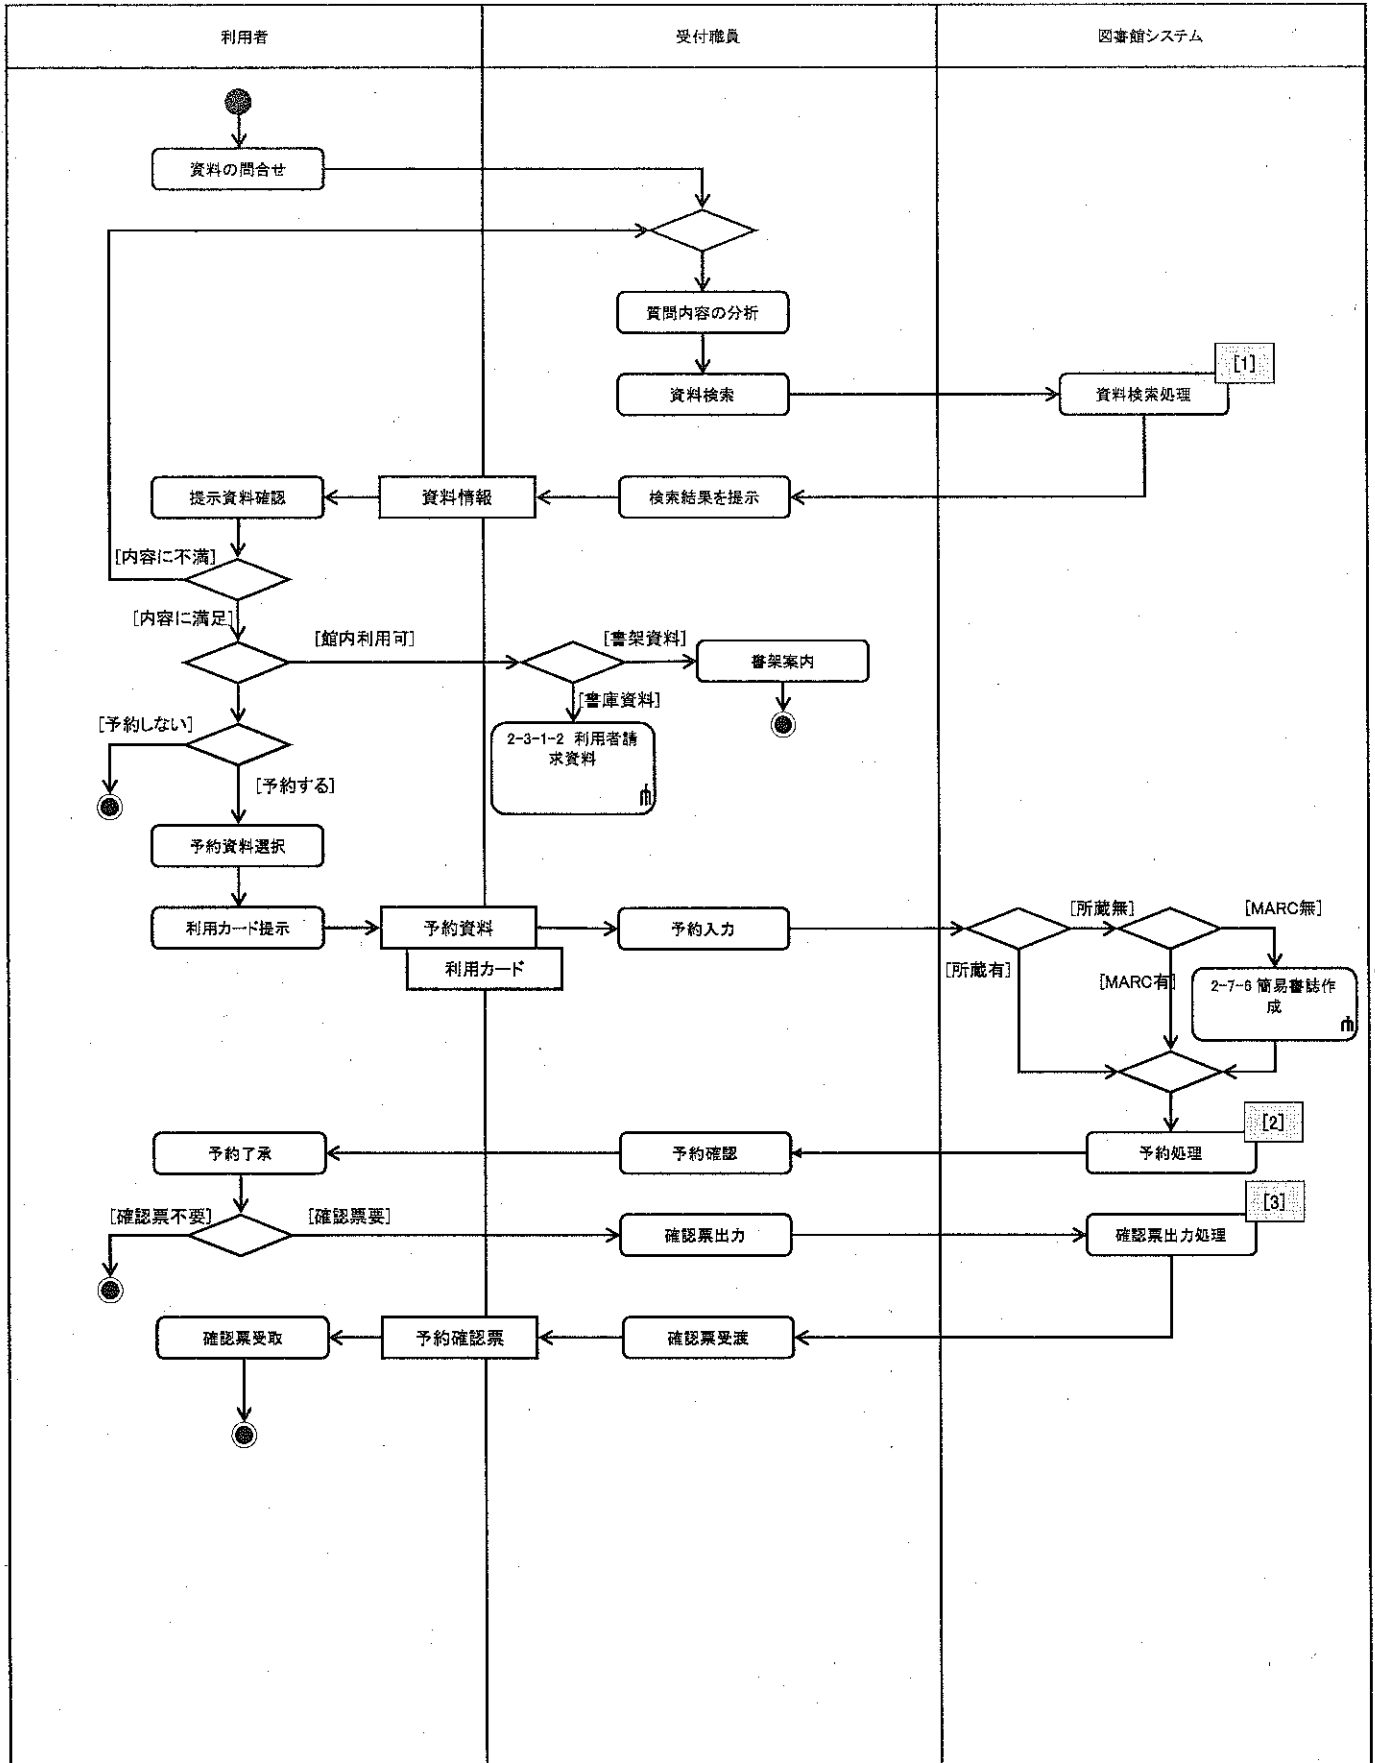 利用者
受付職員
図書館システム
資料の問合せ
質問内容の分析
[1]
資料検索
資料検索処理
提示資料確認
資料情報
検索結果を提示
[内容に不満]
[内容に満足]
[館内利用可]
[書架資料]
書架案内
[書庫資料]
[予約しない]
2-3-1-2 利用者請
求資料
[予約する]
予約資料選択
利用カード提示
予約資料
予約入力
[所蔵無]
[MARC無]
利用カード
[所蔵有]
[MARC有]
2-7-6 簡易書誌作
成
[2]
予約了承
予約確認
予約処理
[3]
[確認票不要]
[確認票要]
確認票出力
確認票出力処理
確認票受取
予約確認票
確認票受渡